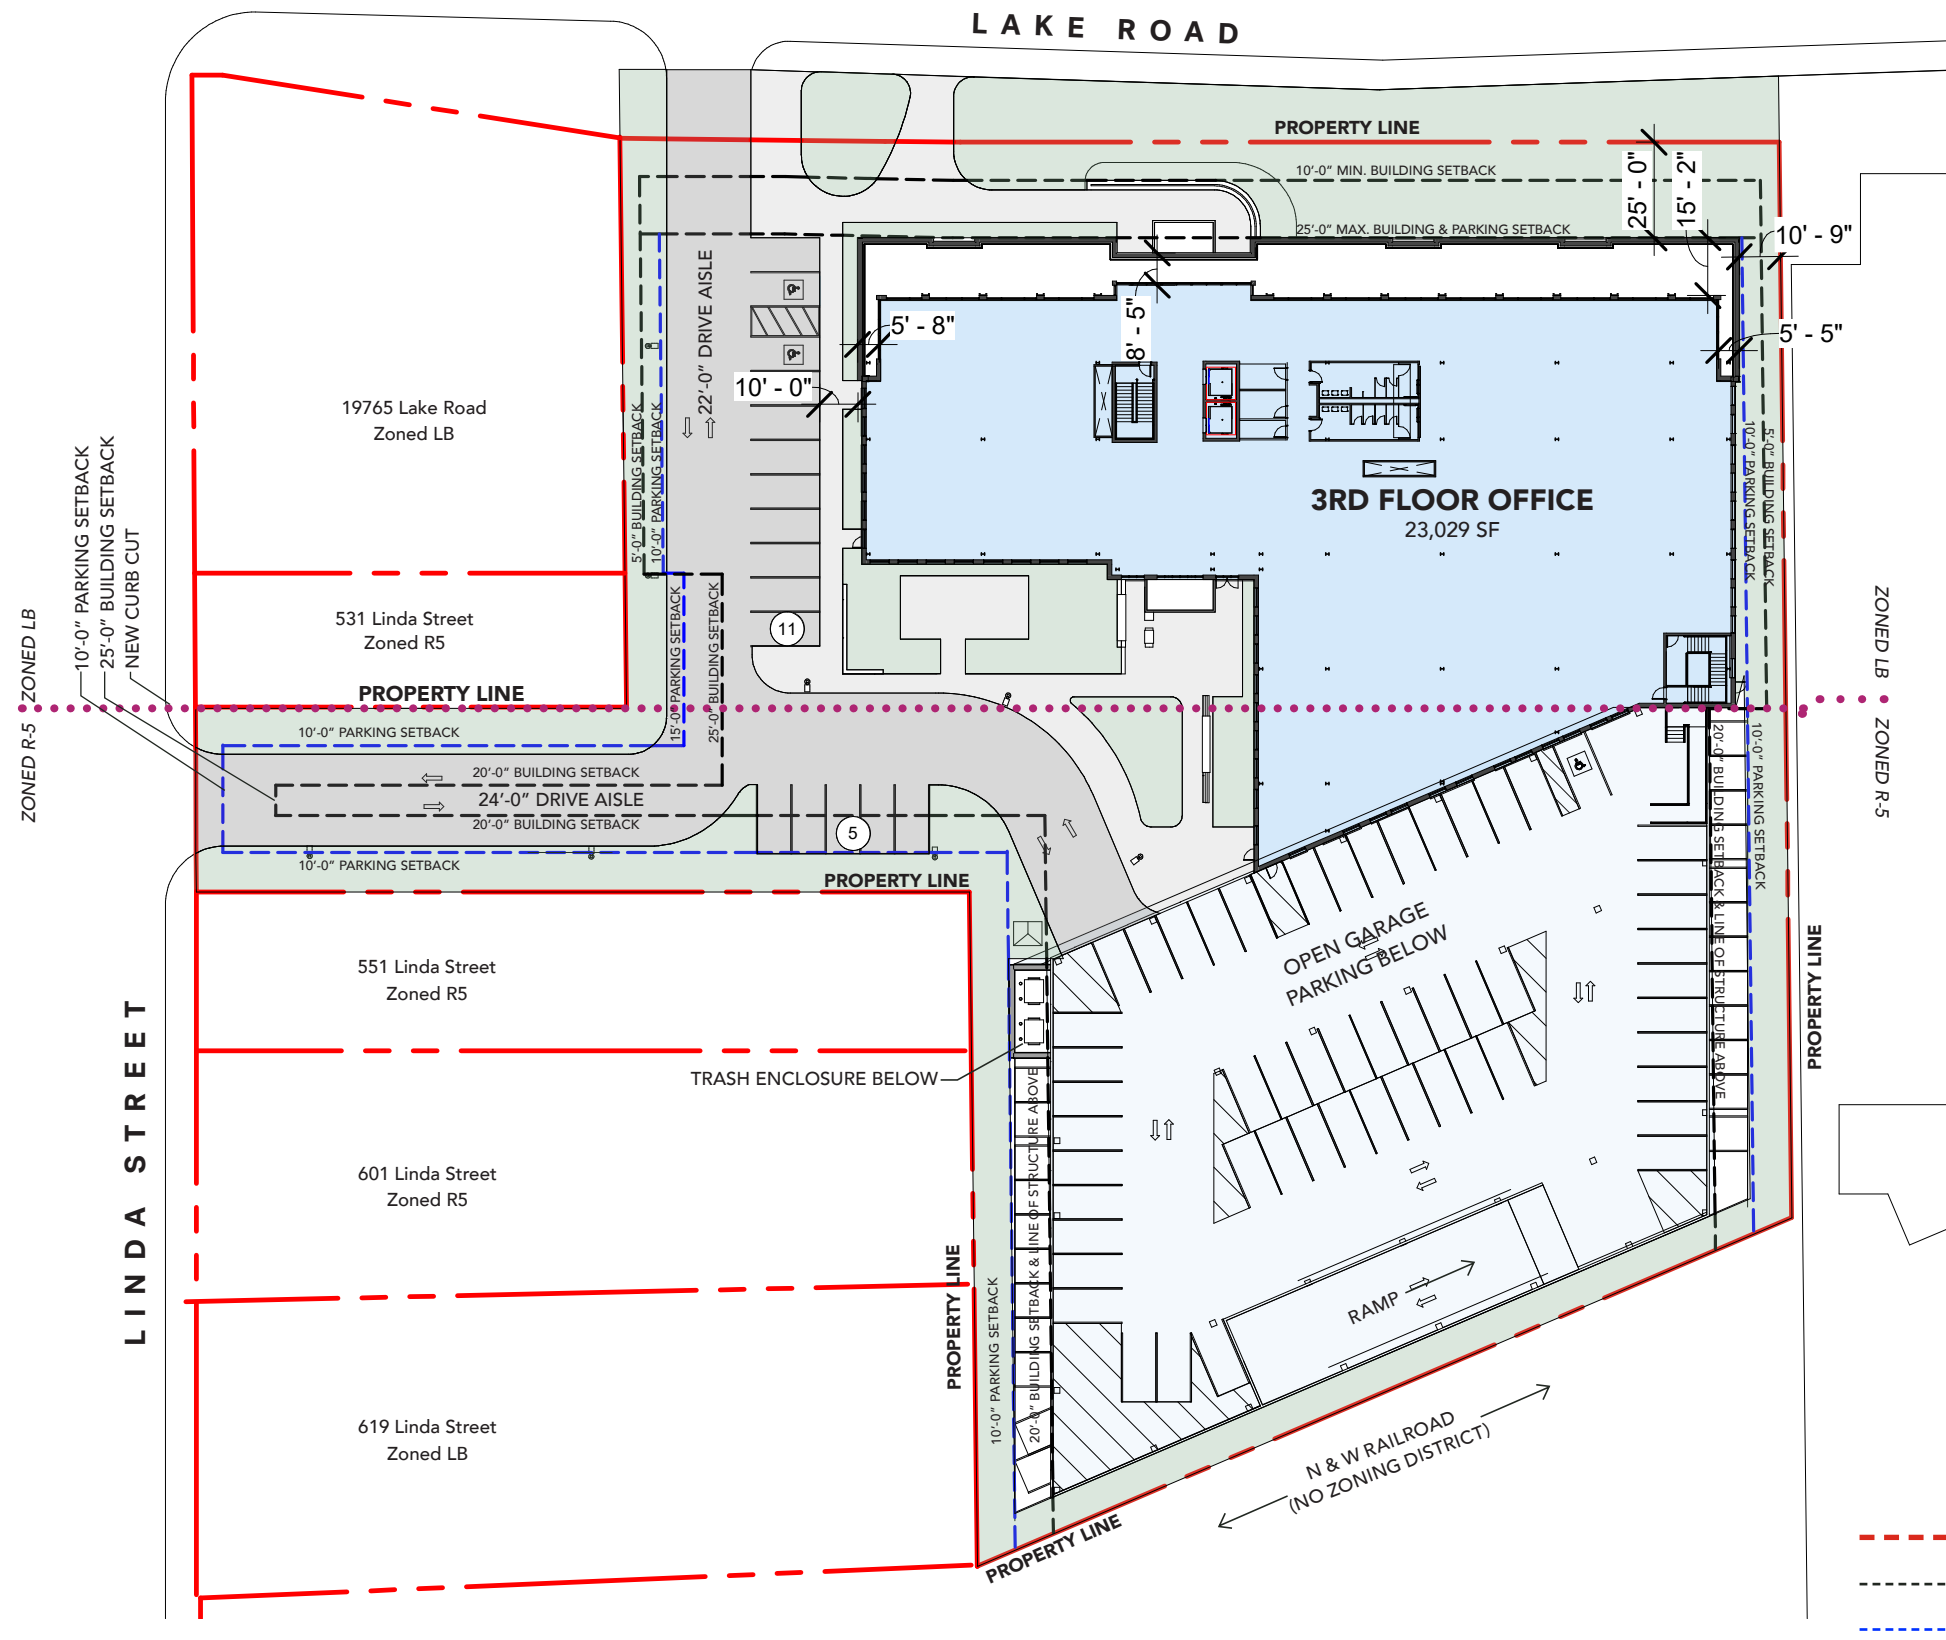 LAKE ROAD
PROPERTY LINE
10'-0" MIN. BUILDING SETBACK
25'-0" MAX. BUILDING & PARKING SETBACK
25' - 0"
15' - 2"
10' - 9"
5' - 8"
8' - 5"
5' - 5"
10' - 0"
22'-0" DRIVE AISLE
19765 Lake Road
Zoned LB
5'-0" BUILDING SETBACK
10'-0" PARKING SETBACK
3RD FLOOR OFFICE
23,029 SF
10'-0" PARKING SETBACK
5'-0" BUILDING SETBACK
10'-0" PARKING SETBACK
25'-0" BUILDING SETBACK
NEW CURB CUT
531 Linda Street
Zoned R5
PROPERTY LINE
11
15'-0" PARKING SETBACK
25'-0" BUILDING SETBACK
ZONED LB
ZONED R-5
ZONED LB
ZONED R-5
10'-0" PARKING SETBACK
20'-0" BUILDING SETBACK
24'-0" DRIVE AISLE
20'-0" BUILDING SETBACK
5
10'-0" PARKING SETBACK
PROPERTY LINE
20'-0" BUILDING SETBACK & LINE OF STRUCTURE ABOVE
10'-0" PARKING SETBACK
OPEN GARAGE
PARKING BELOW
PROPERTY LINE
551 Linda Street
Zoned R5
TRASH ENCLOSURE BELOW
LINDA STREET
601 Linda Street
Zoned R5
PROPERTY LINE
10'-0" PARKING SETBACK
20'-0" BUILDING SETBACK & LINE OF STRUCTURE ABOVE
RAMP
619 Linda Street
Zoned LB
N & W RAILROAD
(NO ZONING DISTRICT)
PROPERTY LINE